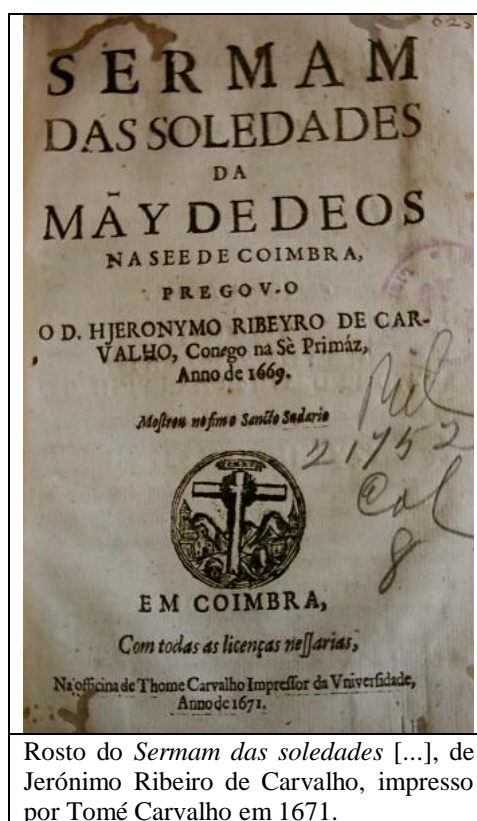 SERMAM
DAS SOLEDADES
DA
MÃY DE DEOS
NA SEE DE COIMBRA,
PREGOV-O
O D. HJERONYMO RIBEYRO DE CAR-
VALHO, Conego na Sè Primáz,
Anno de 1669.
Mostrou no fim o Sancto Sudario
21752
8
EM COIMBRA,
Com todas as licenças nessarias,
Na officina de Thome Carvalho Impressor da Vniversidade,
Anno de 1671.
Rosto do Sermam das soledades [...], de
Jerónimo Ribeiro de Carvalho, impresso
por Tomé Carvalho em 1671.